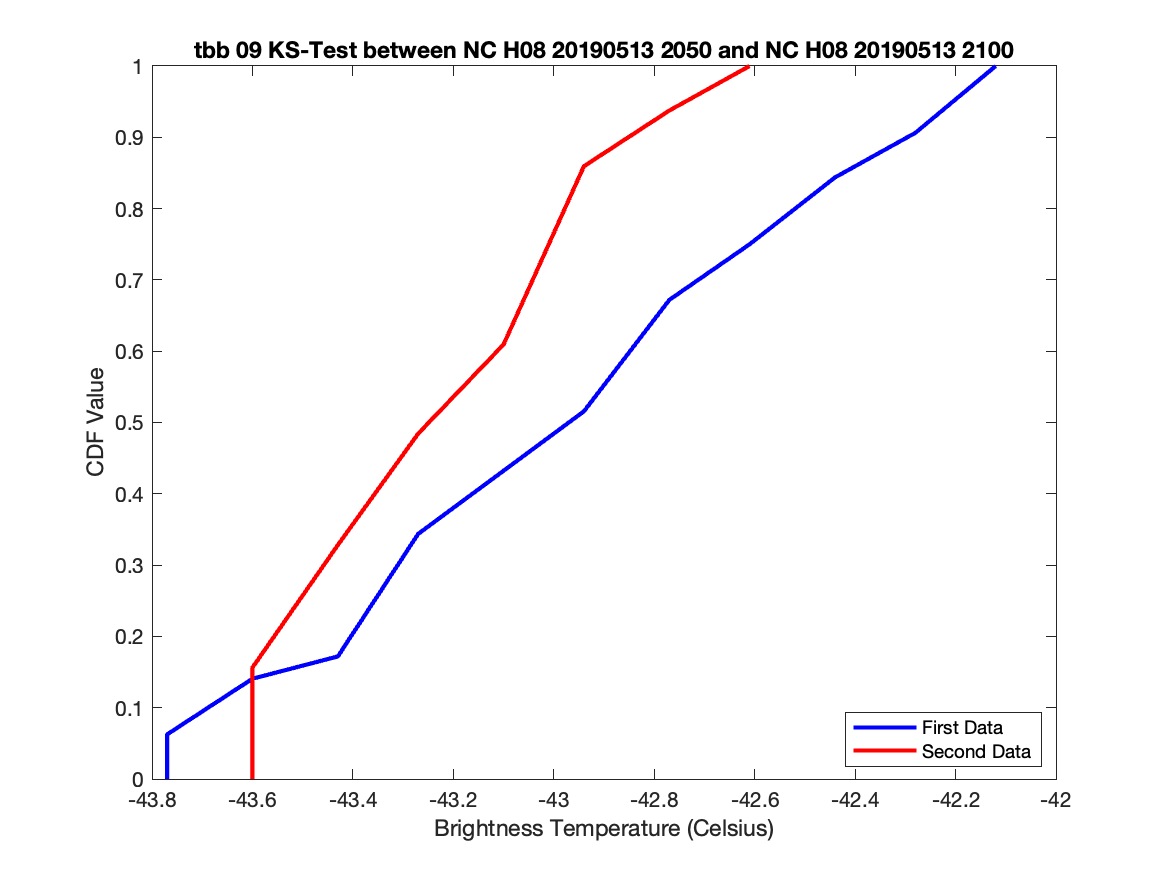 tbb 09 KS-Test between NC H08 20190513 2050 and NC H08 20190513 2100
1
0.9
0.8
0.7
0.6
0.5
0.4
0.3
0.2
0.1
0
CDF Value
First Data
Second Data
-43.8 -43.6 -43.4 -43.2 -43 -42.8 -42.6 -42.4 -42.2 -42
Brightness Temperature (Celsius)